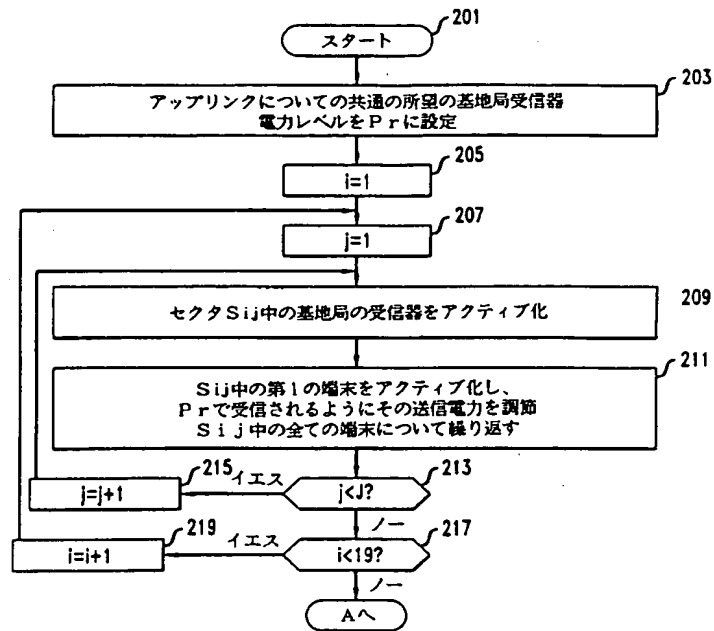 スタート
201
アップリンクについての共通の所望の基地局受信器
電力レベルをPrに設定
203
i=1
205
j=1
207
セクタSij中の基地局の受信器をアクティブ化
209
Sij中の第1の端末をアクティブ化し、
Prで受信されるようにその送信電力を調節
Sij中の全ての端末について繰り返す
211
j=j+1
215
イエス
j<J?
213
ノー
i=i+1
219
イエス
i<19?
217
ノー
Aへ